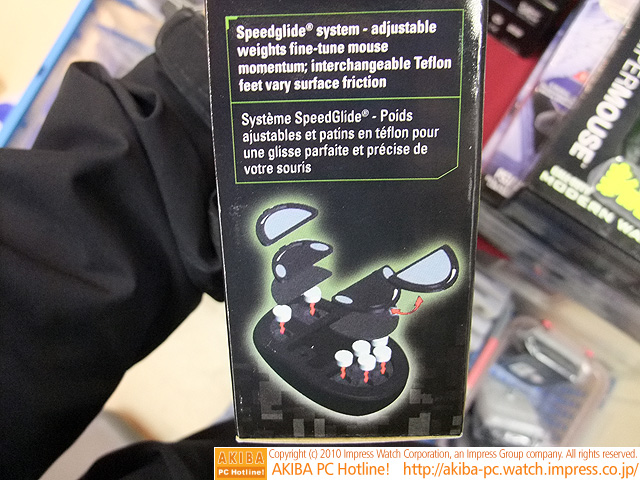 Speedglide® system - adjustable
weights fine-tune mouse
momentum; interchangeable Teflon
feet vary surface friction
Système SpeedGlide® - Poids
ajustables et patins en téflon pour
une glisse parfaite et précise de
votre souris
PERMOUSE
MODERN WA
AKIBA
PC Hotline!
Copyright (c) 2010 Impress Watch Corporation, an Impress Group company. All rights reserved.
AKIBA PC Hotline! http://akiba-pc.watch.impress.co.jp/